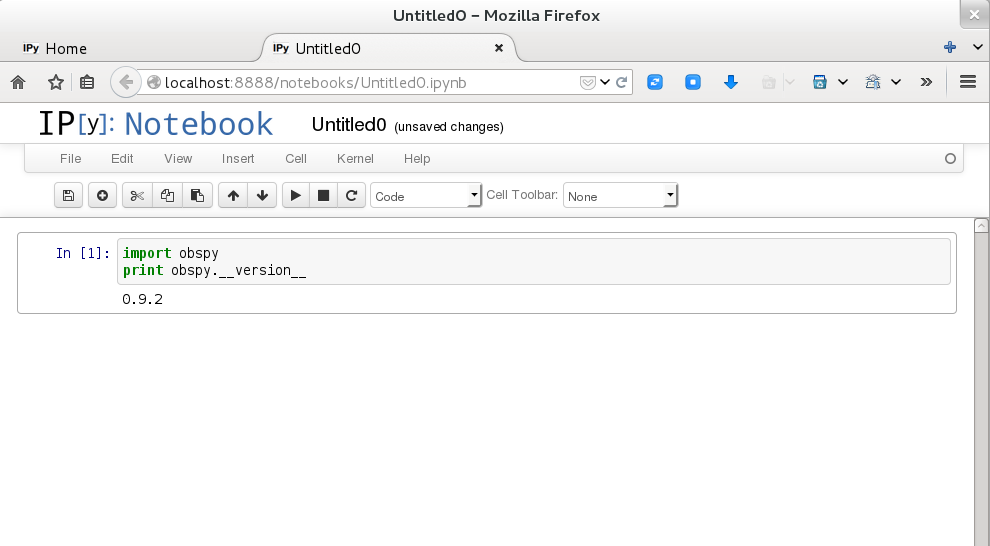 Untitled0 - Mozilla Firefox
IPy Home
IPy Untitled0
localhost:8888/notebooks/Untitled0.ipynb
IP[y]: Notebook Untitled0 (unsaved changes)
File Edit View Insert Cell Kernel Help
Code Cell Toolbar: None
In [1]: import obspy
print obspy.__version__
0.9.2